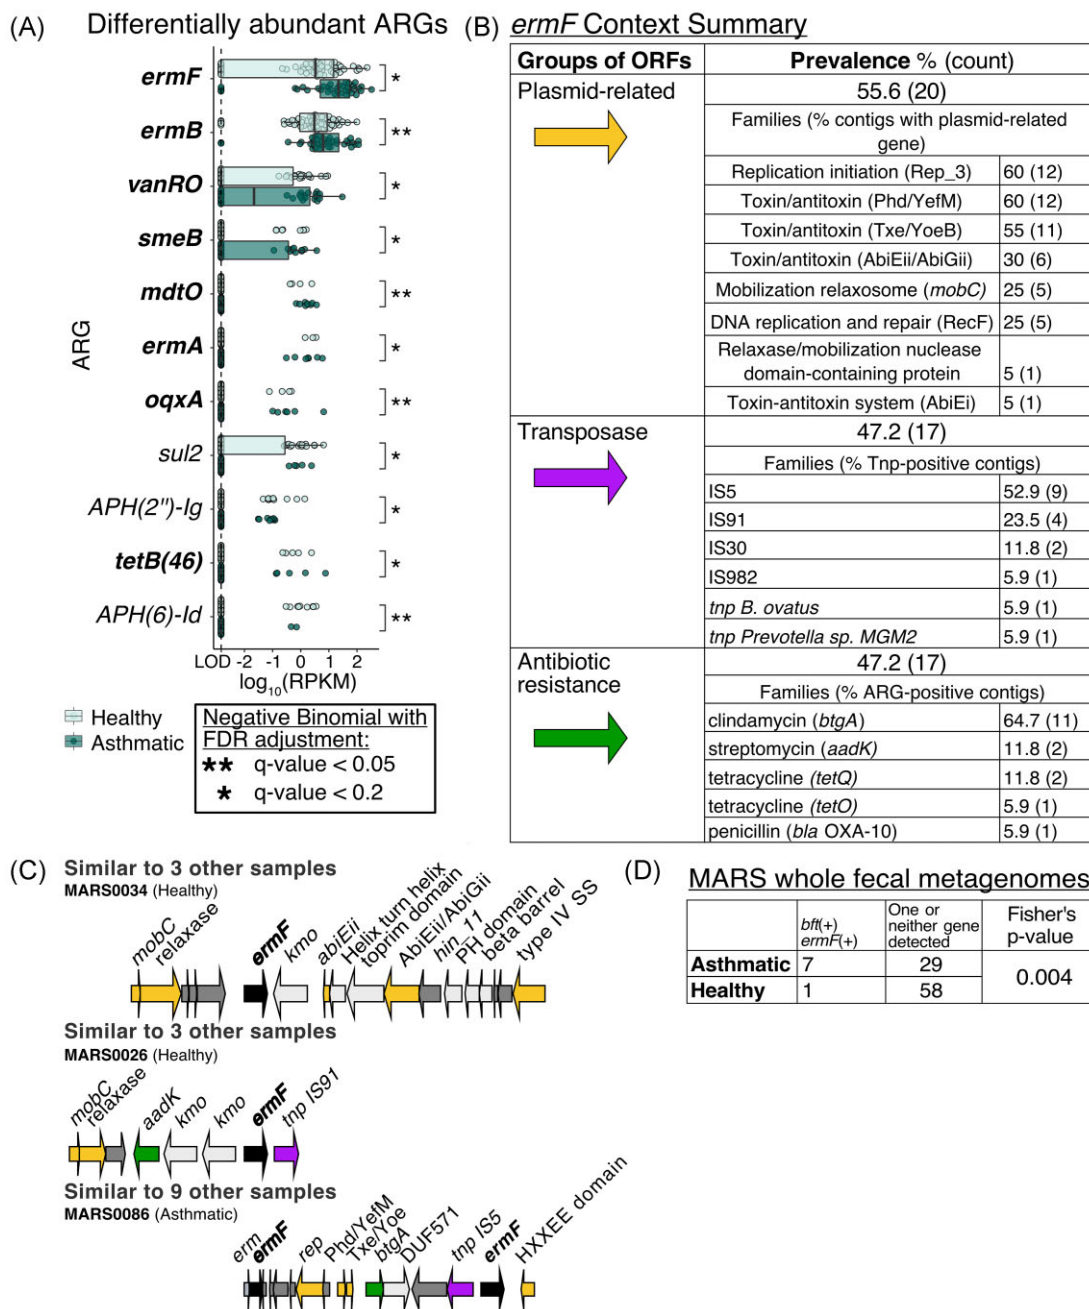 (A) Differentially abundant ARGs
ermF
*
ermB
**
vanRO
*
smeB
*
mdtO
**
ermA
*
oqxA
**
sul2
*
APH(2")-Ig
*
tetB(46)
*
APH(6)-Id
**
ARG
LOD -2 -1 0 1 2
log10(RPKM)
Healthy
Asthmatic
Negative Binomial with
FDR adjustment:
** q-value < 0.05
* q-value < 0.2
(B) ermF Context Summary
Groups of ORFs Prevalence % (count)
Plasmid-related 55.6 (20)
Families (% contigs with plasmid-related
gene)
Replication initiation (Rep_3) 60 (12)
Toxin/antitoxin (Phd/YefM) 60 (12)
Toxin/antitoxin (Txe/YoeB) 55 (11)
Toxin/antitoxin (AbiEii/AbiGii) 30 (6)
Mobilization relaxosome (mobC) 25 (5)
DNA replication and repair (RecF) 25 (5)
Relaxase/mobilization nuclease
domain-containing protein 5 (1)
Toxin-antitoxin system (AbiEi) 5 (1)
Transposase 47.2 (17)
Families (% Tnp-positive contigs)
IS5 52.9 (9)
IS91 23.5 (4)
IS30 11.8 (2)
IS982 5.9 (1)
tnp B. ovatus 5.9 (1)
tnp Prevotella sp. MGM2 5.9 (1)
Antibiotic
resistance 47.2 (17)
Families (% ARG-positive contigs)
clindamycin (btgA) 64.7 (11)
streptomycin (aadK) 11.8 (2)
tetracycline (tetQ) 11.8 (2)
tetracycline (tetO) 5.9 (1)
penicillin (bla OXA-10) 5.9 (1)
(C) Similar to 3 other samples
MARS0034 (Healthy)
mobC
relaxase
ermF
kmo
abiEii
Helix turn helix
toprim domain
AbiEii/AbiGii
hin_11
PH domain
beta barrel
type IV SS
Similar to 3 other samples
MARS0026 (Healthy)
mobC
relaxase
aadK
kmo
kmo
ermF
tnp IS91
Similar to 9 other samples
MARS0086 (Asthmatic)
erm
ermF
rep
Phd/YefM
Txe/Yoe
btgA
DUF571
tnp IS5
ermF
HXXEE domain
(D) MARS whole fecal metagenomes
bft(+)
ermF(+)
One or
neither gene
detected
Fisher's
p-value
Asthmatic 7 29
0.004
Healthy 1 58